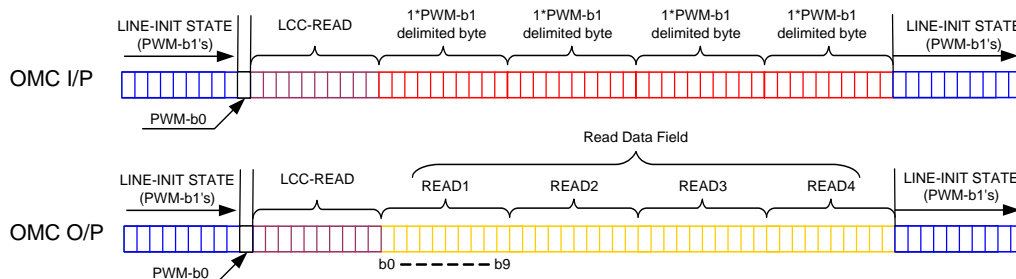 LINE-INIT STATE
(PWM-b1's)
LCC-READ
1*PWM-b1
delimited byte
1*PWM-b1
delimited byte
1*PWM-b1
delimited byte
1*PWM-b1
delimited byte
LINE-INIT STATE
(PWM-b1's)
OMC I/P
PWM-b0
Read Data Field
LINE-INIT STATE
(PWM-b1's)
LCC-READ
READ1
READ2
READ3
READ4
LINE-INIT STATE
(PWM-b1's)
OMC O/P
PWM-b0
b0
b9